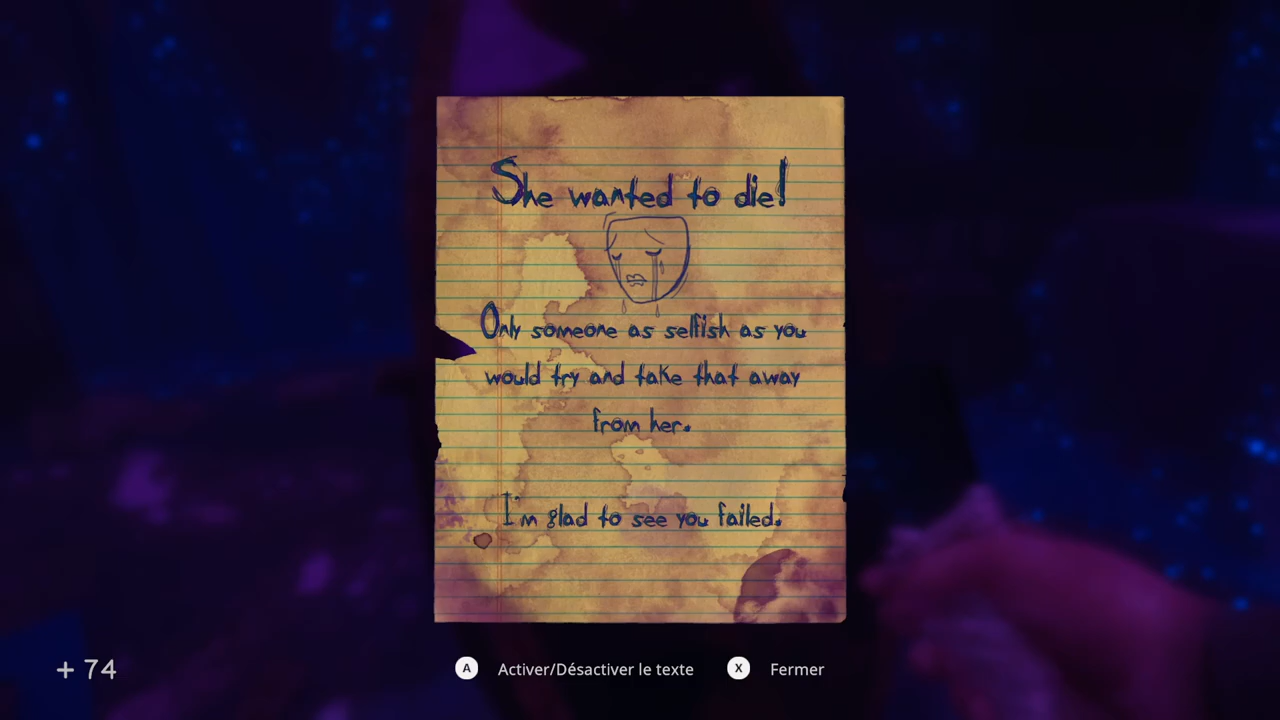 She wanted to die!
Only someone as selfish as you
would try and take that away
from her.
I'm glad to see you failed.
+ 74
A Activer/Désactiver le texte X Fermer